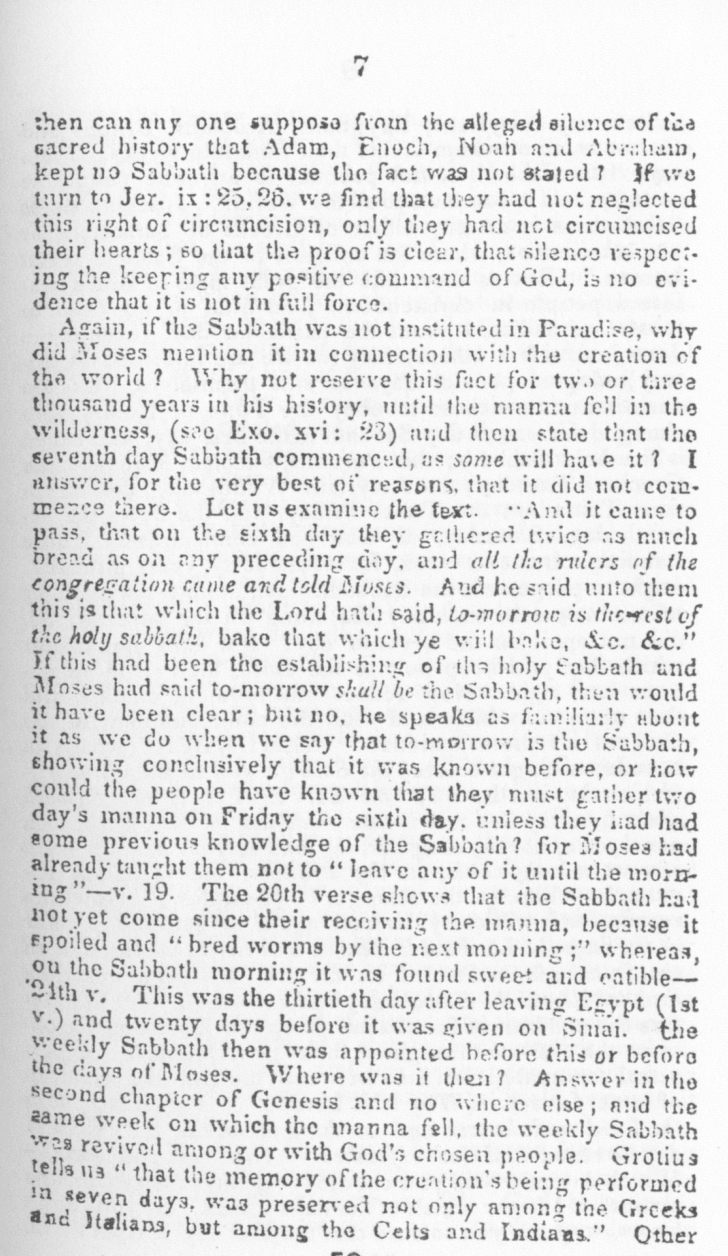 7
then can any one suppose from the alleged silence of the
sacred history that Adam, Enoch, Noah and Abraham,
kept no Sabbath because the fact was not stated? If we
turn to Jer. ix: 25, 26. we find that they had not neglected
this right of circumcision, only they had not circumcised
their hearts; so that the proof is clear, that silence respect-
ing the keeping any positive command of God, is no evi-
dence that it is not in full force.
Again, if the Sabbath was not instituted in Paradise, why
did Moses mention it in connection with the creation of
the world? Why not reserve this fact for two or three
thousand years in his history, until the manna fell in the
wilderness, (see Exo. xvi: 23) and then state that the
seventh day Sabbath commenced, as some will have it? I
answer, for the very best of reasons, that it did not com-
mence there. Let us examine the text. "And it came to
pass, that on the sixth day they gathered twice as much
bread as on any preceding day, and all the rulers of the
congregation came and told Moses. And he said unto them
this is that which the Lord hath said, to-morrow is the rest of
the holy sabbath, bake that which ye will bake, &c. &c."
If this had been the establishing of the holy Sabbath and
Moses had said to-morrow shall be the Sabbath, then would
it have been clear; but no, he speaks as familiarly about
it as we do when we say that to-morrow is the Sabbath,
showing conclusively that it was known before, or how
could the people have known that they must gather two
day's manna on Friday the sixth day. unless they had had
some previous knowledge of the Sabbath? for Moses had
already taught them not to "leave any of it until the morn-
ing"—v. 19. The 20th verse shows that the Sabbath had
not yet come since their receiving the manna, because it
spoiled and "bred worms by the next morning;" whereas,
on the Sabbath morning it was found sweet and eatible—
24th v. This was the thirtieth day after leaving Egypt (1st
v.) and twenty days before it was given on Sinai. the
weekly Sabbath then was appointed before this or before
the days of Moses. Where was it then? Answer in the
second chapter of Genesis and no where else; and the
same week on which the manna fell, the weekly Sabbath
was revived among or with God's chosen people. Grotius
tells us "that the memory of the creation's being performed
in seven days, was preserved not only among the Greeks
and Italians, but among the Celts and Indians." Other